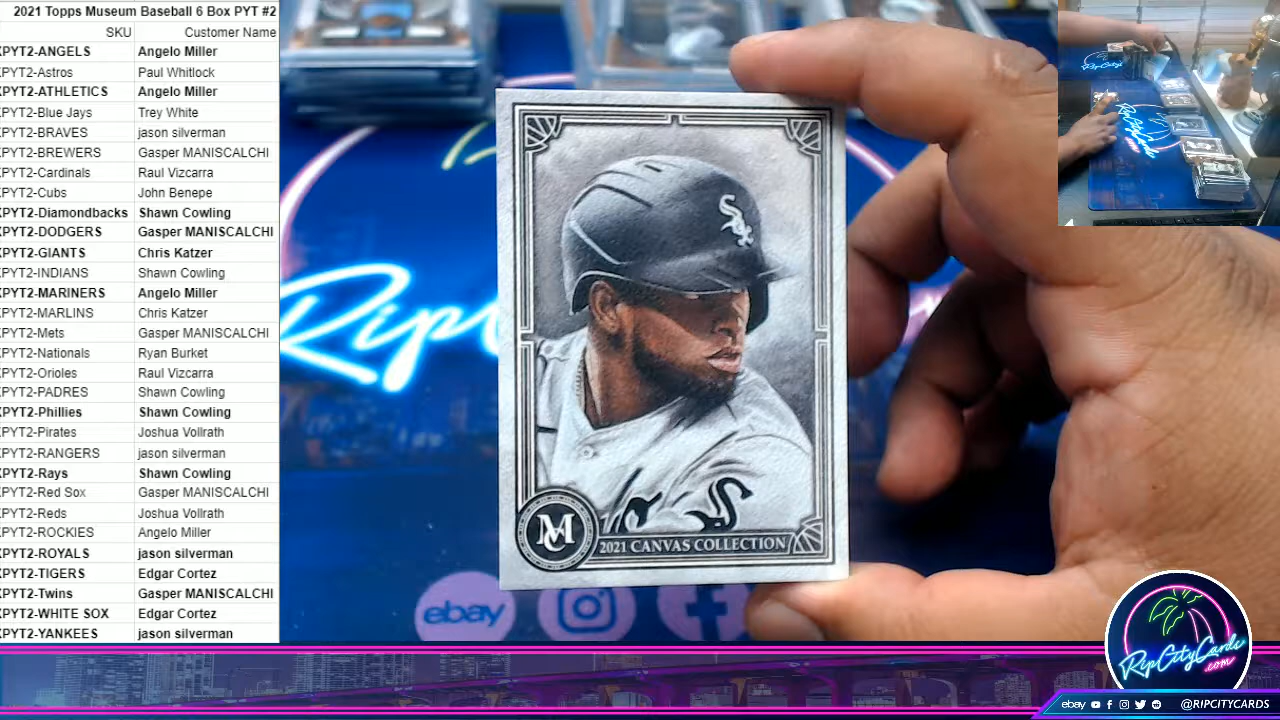 2021 Topps Museum Baseball 6 Box PYT #2
SKU Customer Name
PYT2-ANGELS Angelo Miller
PYT2-Astros Paul Whitlock
PYT2-ATHLETICS Angelo Miller
PYT2-Blue Jays Trey White
PYT2-BRAVES jason silverman
PYT2-BREWERS Gasper MANISCALCHI
PYT2-Cardinals Raul Vizcarra
PYT2-Cubs John Benepe
PYT2-Diamondbacks Shawn Cowling
PYT2-DODGERS Gasper MANISCALCHI
PYT2-GIANTS Chris Katzer
PYT2-INDIANS Shawn Cowling
PYT2-MARINERS Angelo Miller
PYT2-MARLINS Chris Katzer
PYT2-Mets Gasper MANISCALCHI
PYT2-Nationals Ryan Burket
PYT2-Orioles Raul Vizcarra
PYT2-PADRES Shawn Cowling
PYT2-Phillies Shawn Cowling
PYT2-Pirates Joshua Vollrath
PYT2-RANGERS jason silverman
PYT2-Rays Shawn Cowling
PYT2-Red Sox Gasper MANISCALCHI
PYT2-Reds Joshua Vollrath
PYT2-ROCKIES Angelo Miller
PYT2-ROYALS jason silverman
PYT2-TIGERS Edgar Cortez
PYT2-Twins Gasper MANISCALCHI
PYT2-WHITE SOX Edgar Cortez
PYT2-YANKEES jason silverman
Rip
Sox
MC
2021 CANVAS COLLECTION
ebay
RipCityCards
.com
ebay @RIPCITYCARDS